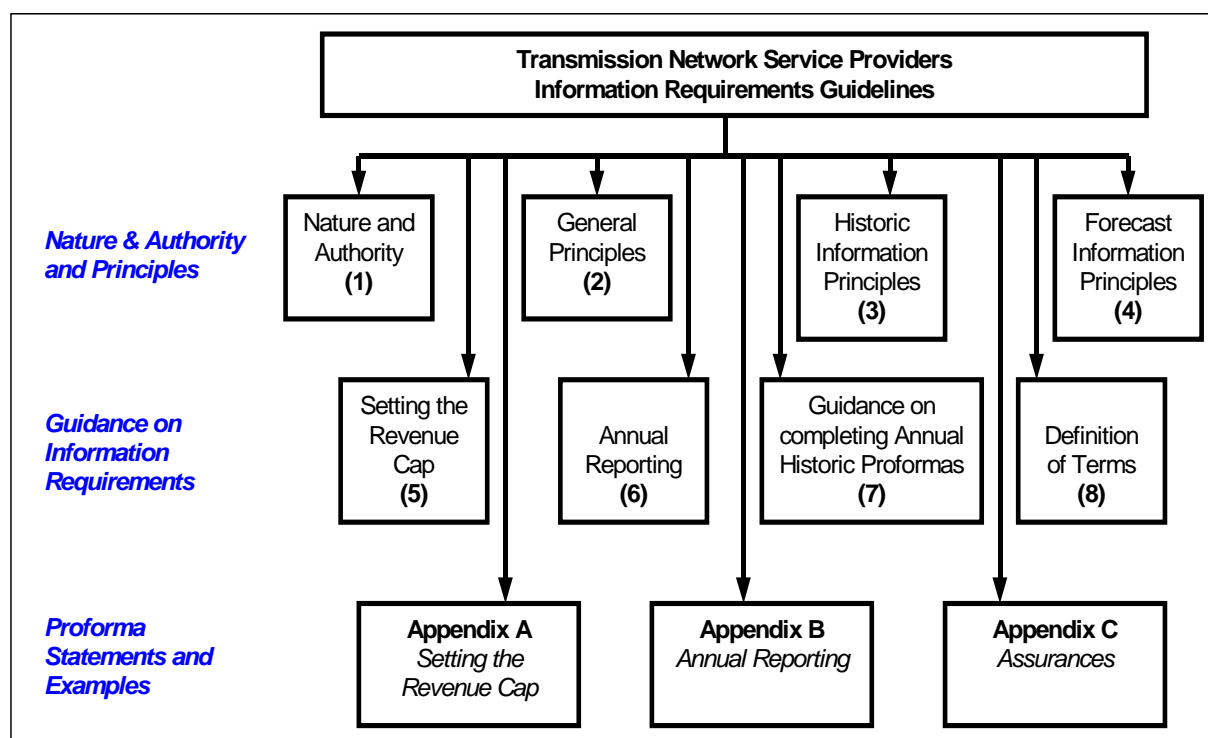 Transmission Network Service Providers
Information Requirements Guidelines
Nature & Authority
and Principles
Nature and
Authority
(1)
General
Principles
(2)
Historic
Information
Principles
(3)
Forecast
Information
Principles
(4)
Guidance on
Information
Requirements
Setting the
Revenue
Cap
(5)
Annual
Reporting
(6)
Guidance on
completing Annual
Historic Proformas
(7)
Definition
of Terms
(8)
Proforma
Statements and
Examples
Appendix A
Setting the
Revenue Cap
Appendix B
Annual Reporting
Appendix C
Assurances